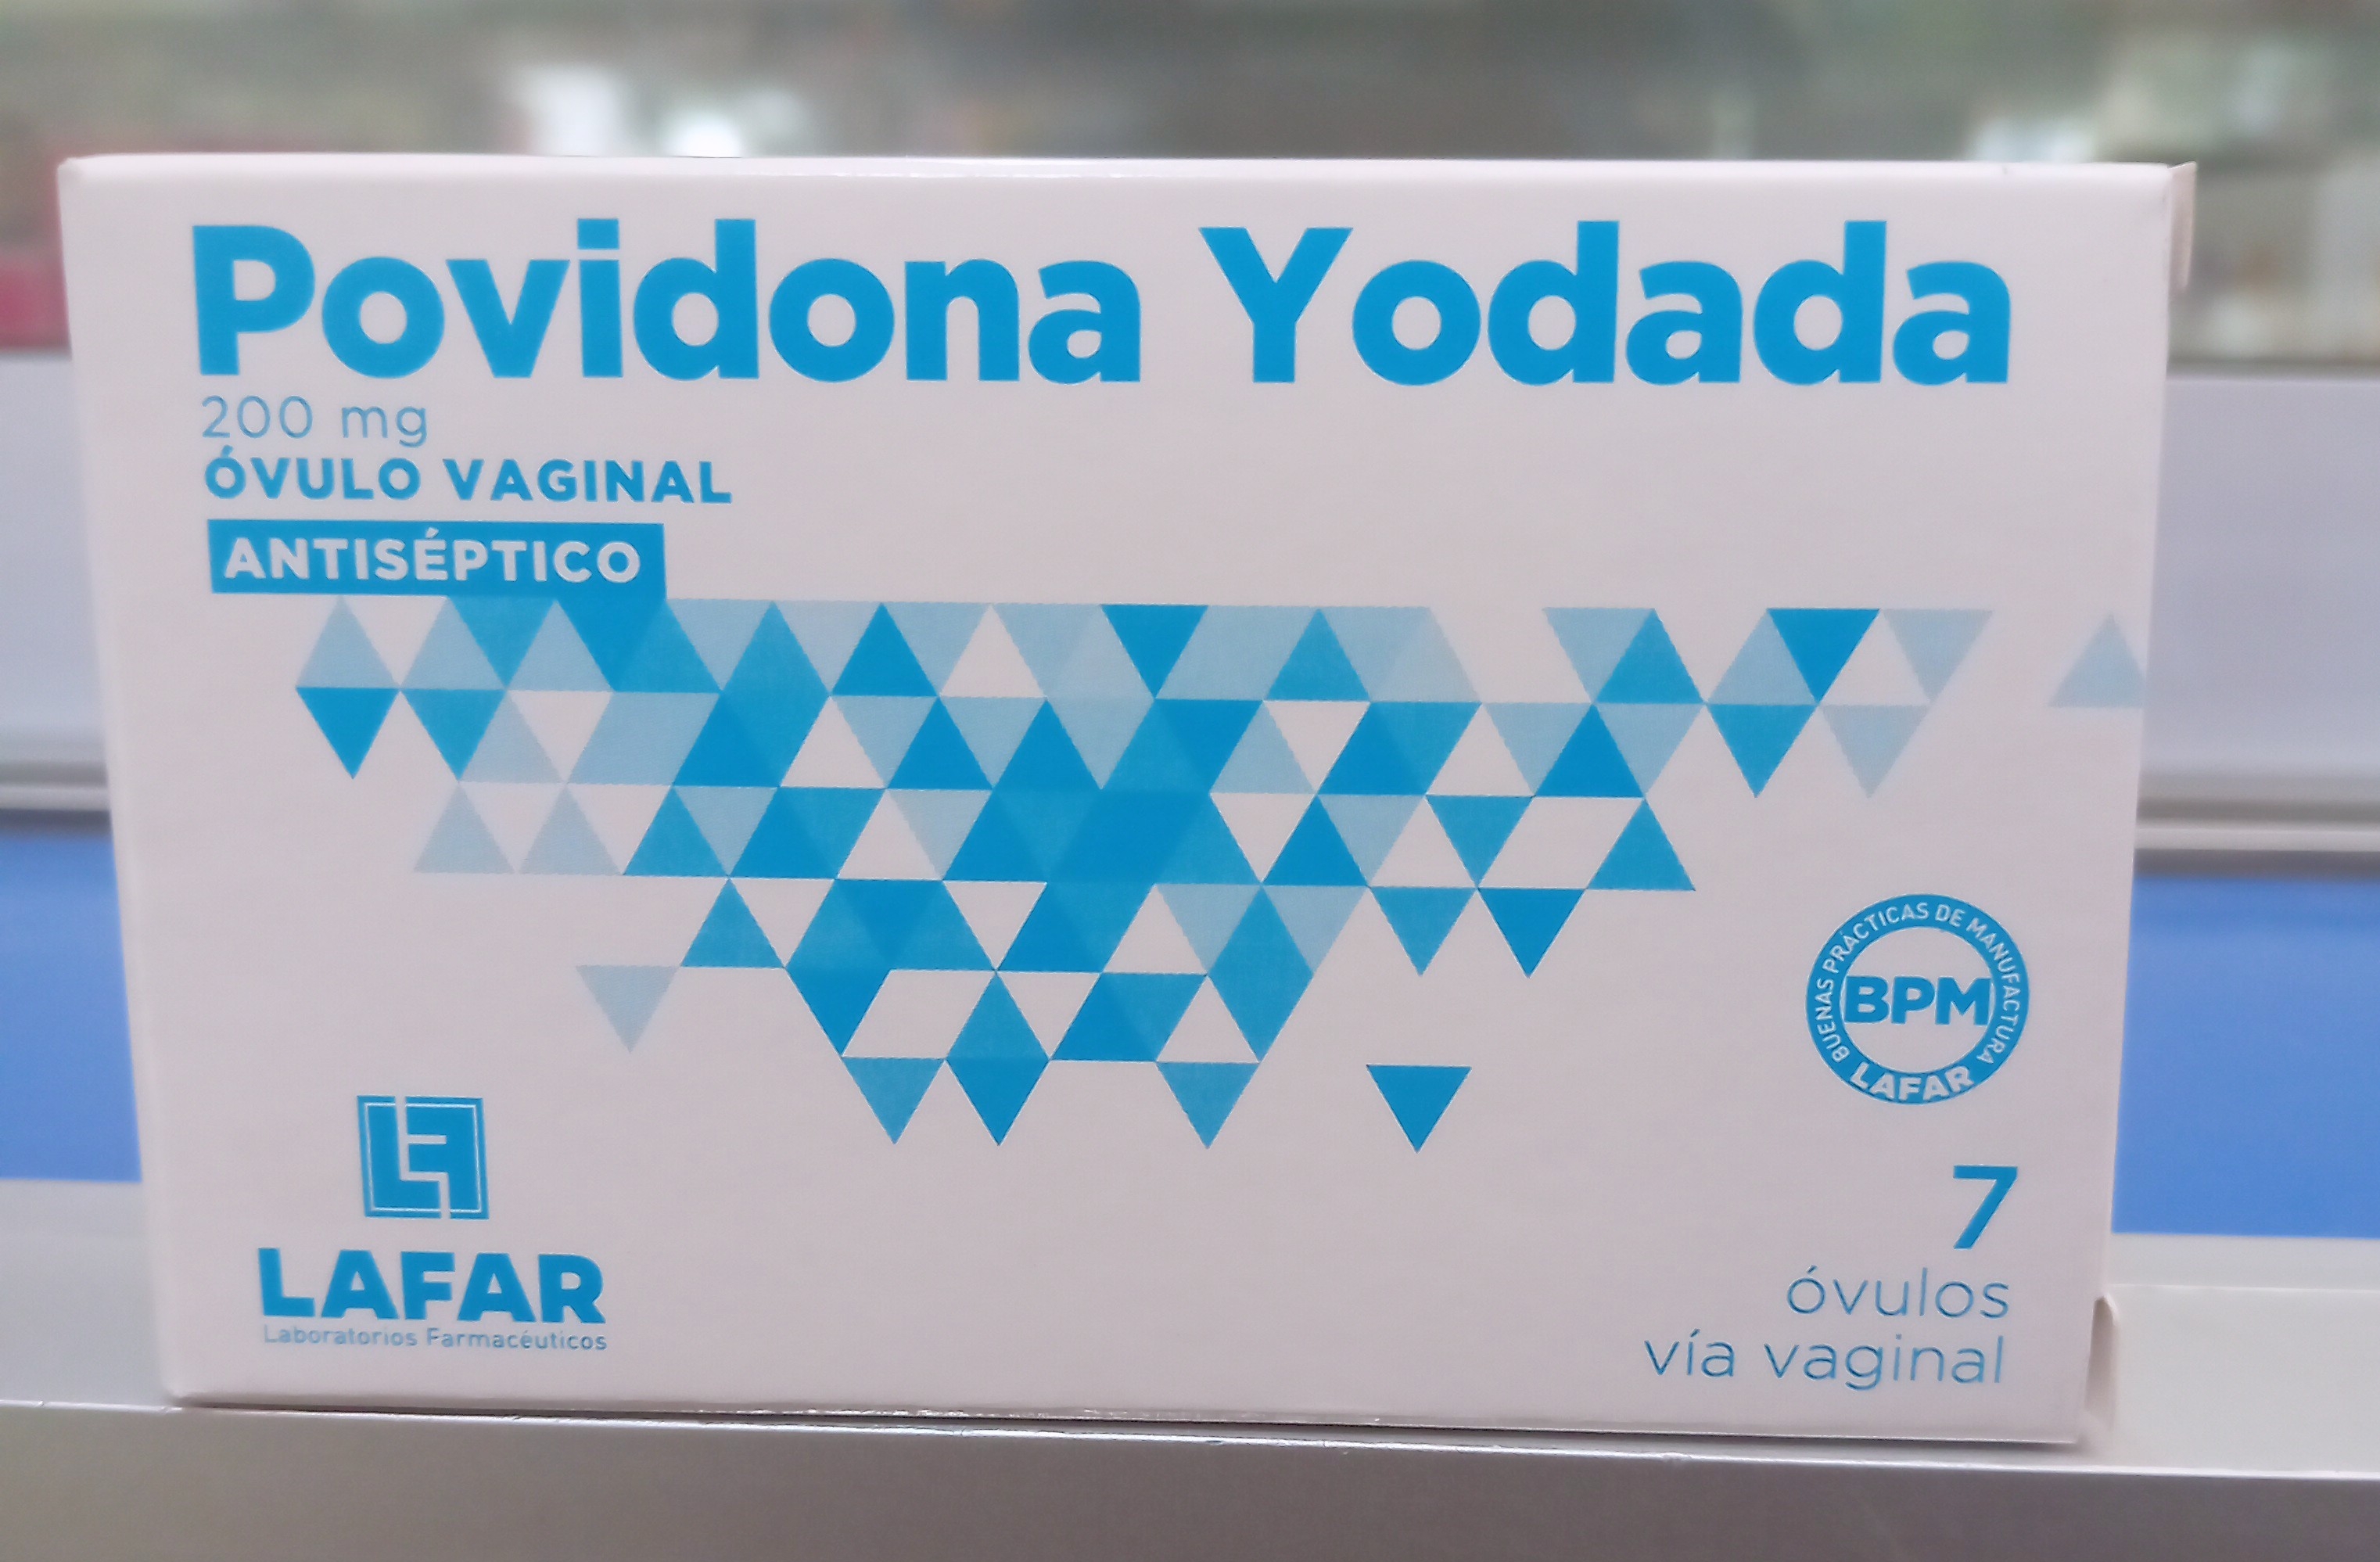 Povidona Yodada
200 mg
ÓVULO VAGINAL
ANTISÉPTICO
BUENAS PRÁCTICAS DE MANUFACTURA
BPM
LAFAR
LF
LAFAR
Laboratorios Farmacéuticos
7
óvulos
vía vaginal